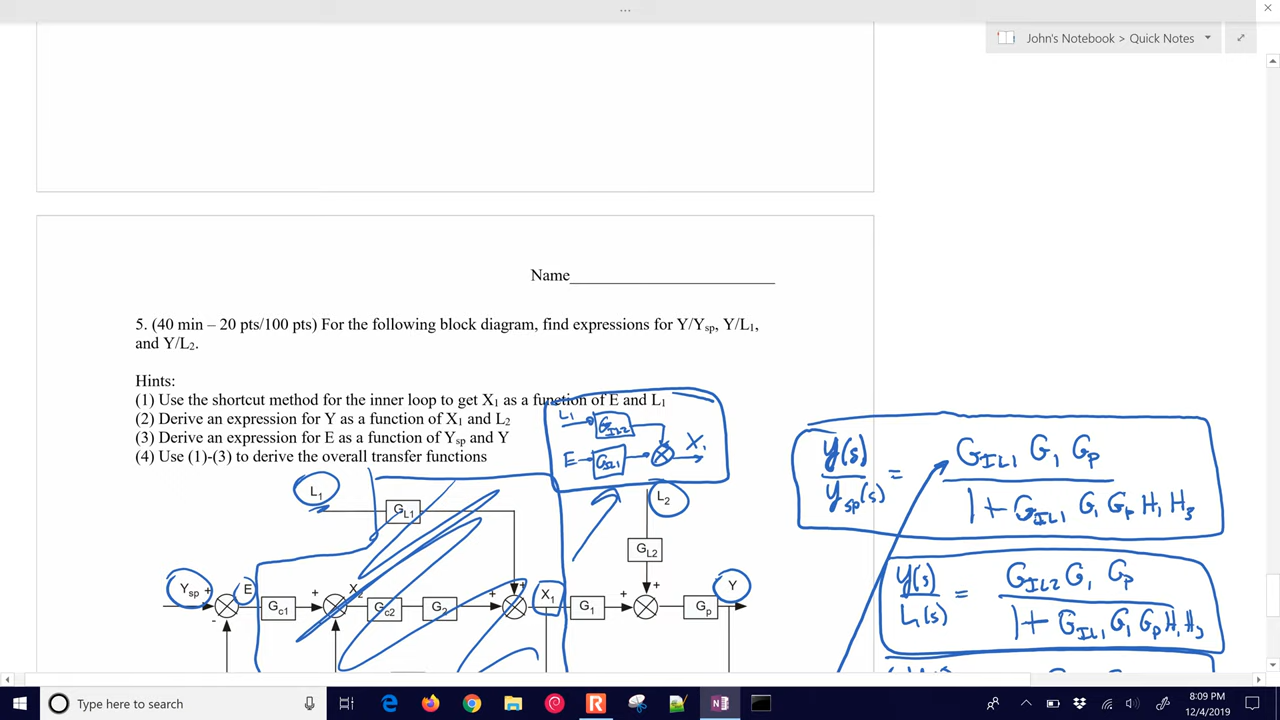 ...
John's Notebook > Quick Notes
Name
5. (40 min – 20 pts/100 pts) For the following block diagram, find expressions for Y/Ysp, Y/L1,
and Y/L2.
Hints:
(1) Use the shortcut method for the inner loop to get X1 as a function of E and L1
(2) Derive an expression for Y as a function of X1 and L2
(3) Derive an expression for E as a function of Ysp and Y
(4) Use (1)-(3) to derive the overall transfer functions
L1 GIL2
E GIL1 X1
L1 GL1
L2
GL2
Ysp + - E Gc1 + X2 Gc2 G2 + + X1 G1 + + Gp Y
y(s)/ysp(s) = GIL1 G1 Gp / 1 + GIL1 G1 Gp H1 H3
y(s)/L1(s) = GIL2 G1 Gp / 1 + GIL1 G1 Gp H1 H3
Type here to search
8:09 PM
12/4/2019